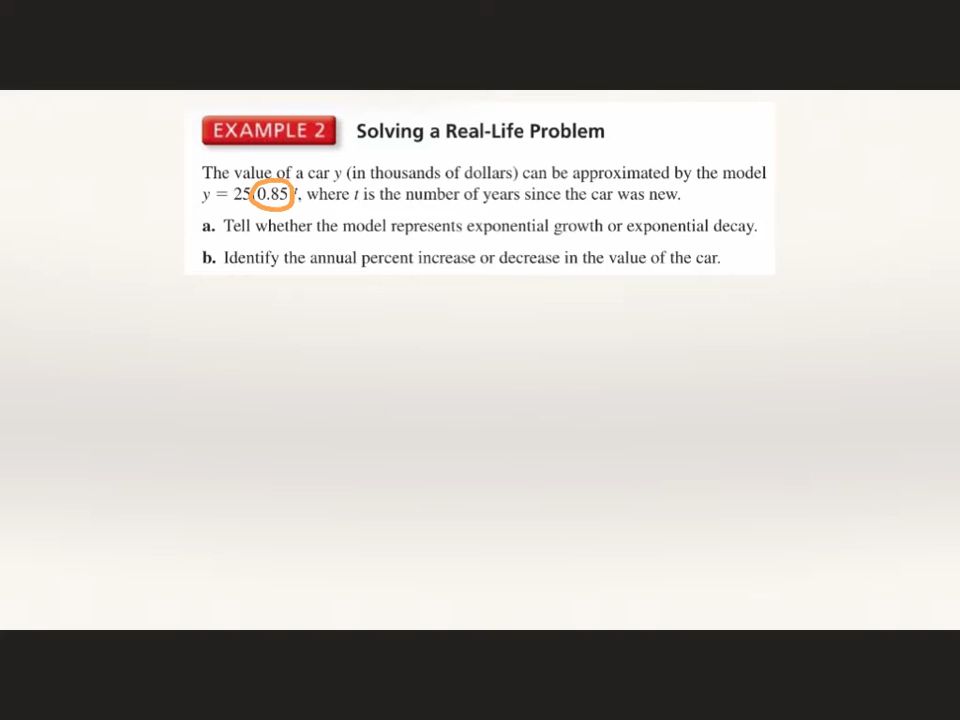 EXAMPLE 2 Solving a Real-Life Problem
The value of a car y (in thousands of dollars) can be approximated by the model
y = 25(0.85)ᵗ, where t is the number of years since the car was new.
a. Tell whether the model represents exponential growth or exponential decay.
b. Identify the annual percent increase or decrease in the value of the car.